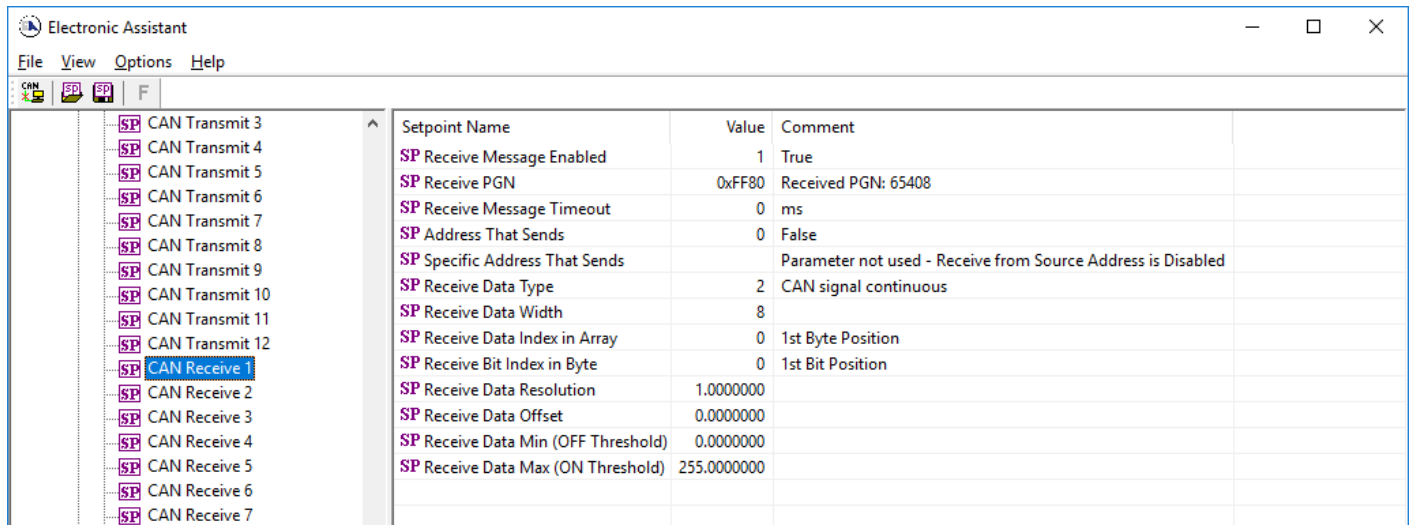 Electronic Assistant
File View Options Help
CAN SP SP F
CAN Transmit 3
CAN Transmit 4
CAN Transmit 5
CAN Transmit 6
CAN Transmit 7
CAN Transmit 8
CAN Transmit 9
CAN Transmit 10
CAN Transmit 11
CAN Transmit 12
CAN Receive 1
CAN Receive 2
CAN Receive 3
CAN Receive 4
CAN Receive 5
CAN Receive 6
CAN Receive 7
Setpoint Name Value Comment
SP Receive Message Enabled 1 True
SP Receive PGN 0xFF80 Received PGN: 65408
SP Receive Message Timeout 0 ms
SP Address That Sends 0 False
SP Specific Address That Sends Parameter not used - Receive from Source Address is Disabled
SP Receive Data Type 2 CAN signal continuous
SP Receive Data Width 8
SP Receive Data Index in Array 0 1st Byte Position
SP Receive Bit Index in Byte 0 1st Bit Position
SP Receive Data Resolution 1.0000000
SP Receive Data Offset 0.0000000
SP Receive Data Min (OFF Threshold) 0.0000000
SP Receive Data Max (ON Threshold) 255.0000000